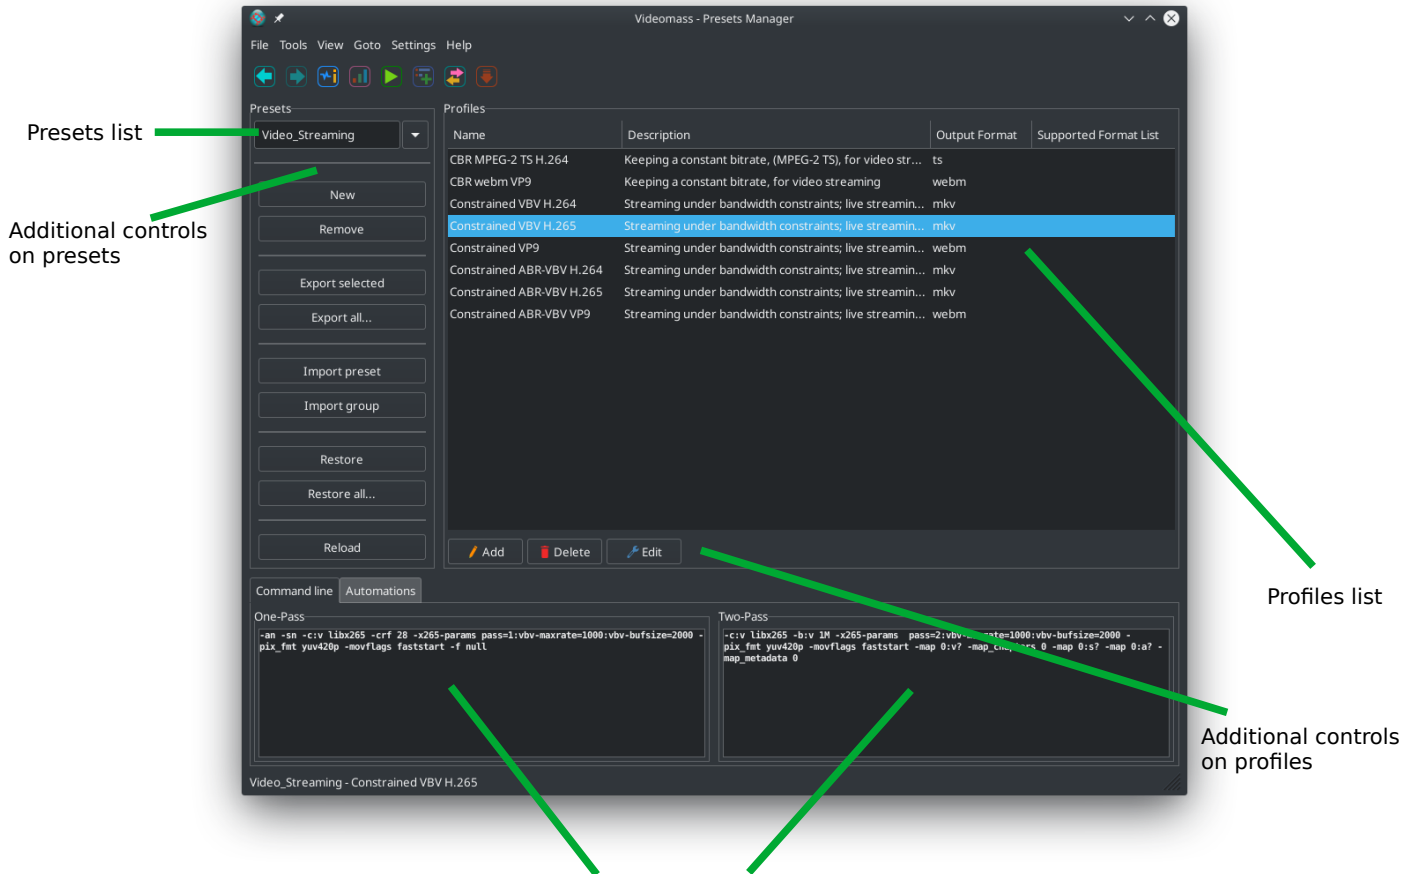 Videomass - Presets Manager
File Tools View Goto Settings Help
Presets
Video_Streaming
New
Remove
Export selected
Export all...
Import preset
Import group
Restore
Restore all...
Reload
Profiles
Name Description Output Format Supported Format List
CBR MPEG-2 TS H.264 Keeping a constant bitrate, (MPEG-2 TS), for video str... ts
CBR webm VP9 Keeping a constant bitrate, for video streaming webm
Constrained VBV H.264 Streaming under bandwidth constraints; live streamin... mkv
Constrained VBV H.265 Streaming under bandwidth constraints; live streamin... mkv
Constrained VP9 Streaming under bandwidth constraints; live streamin... webm
Constrained ABR-VBV H.264 Streaming under bandwidth constraints; live streamin... mkv
Constrained ABR-VBV H.265 Streaming under bandwidth constraints; live streamin... mkv
Constrained ABR-VBV VP9 Streaming under bandwidth constraints; live streamin... webm
Add Delete Edit
Command line Automations
One-Pass
-an -sn -c:v libx265 -crf 28 -x265-params pass=1:vbv-maxrate=1000:vbv-bufsize=2000 -
pix_fmt yuv420p -movflags faststart -f null
Two-Pass
-c:v libx265 -b:v 1M -x265-params pass=2:vbv-maxrate=1000:vbv-bufsize=2000 -
pix_fmt yuv420p -movflags faststart -map 0:v? -map_chapters 0 -map 0:s? -map 0:a? -
map_metadata 0
Video_Streaming - Constrained VBV H.265
Presets list
Additional controls
on presets
Profiles list
Additional controls
on profiles